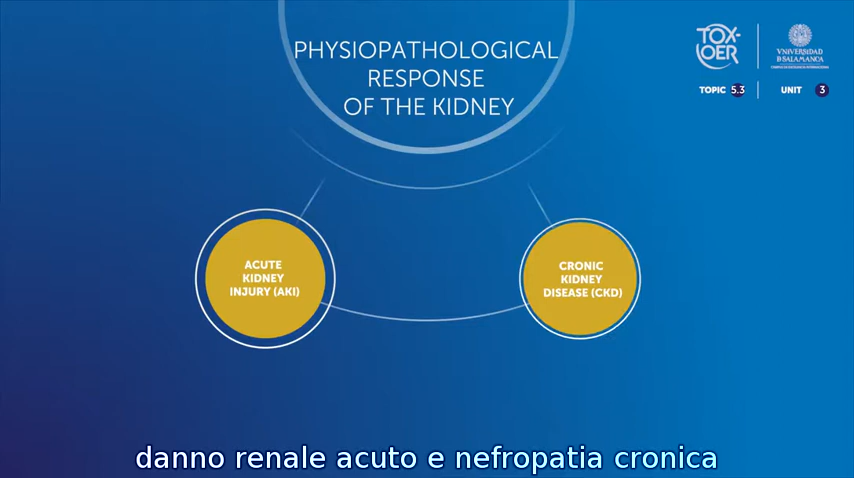 PHYSIOPATHOLOGICAL
RESPONSE
OF THE KIDNEY
TOX-
OER
VNiVERSiDAD
D SALAMANCA
TOPIC 5.3
UNIT 3
ACUTE
KIDNEY
INJURY (AKI)
CRONIC
KIDNEY
DISEASE (CKD)
danno renale acuto e nefropatia cronica